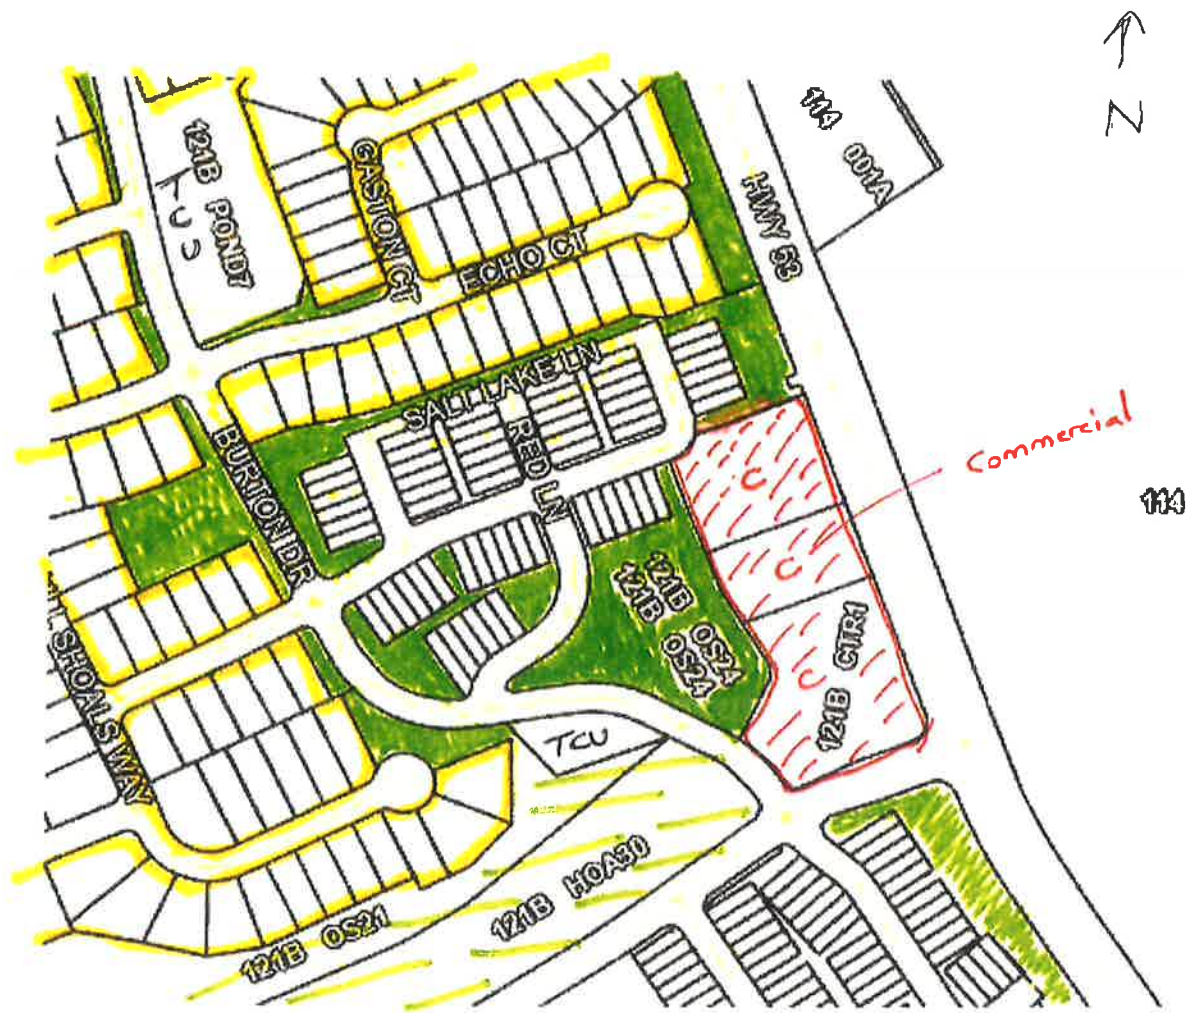 N
114
001A
HWY 53
121B POND7
TCU
GASTON CT
ECHO CT
SALT LAKE LN
RED LN
BURTON DR
Commercial
C
114
C
121B OS24
121B OS24
121B CTR1
C
SHOALS WAY
TCU
121B HOA30
121B OS21